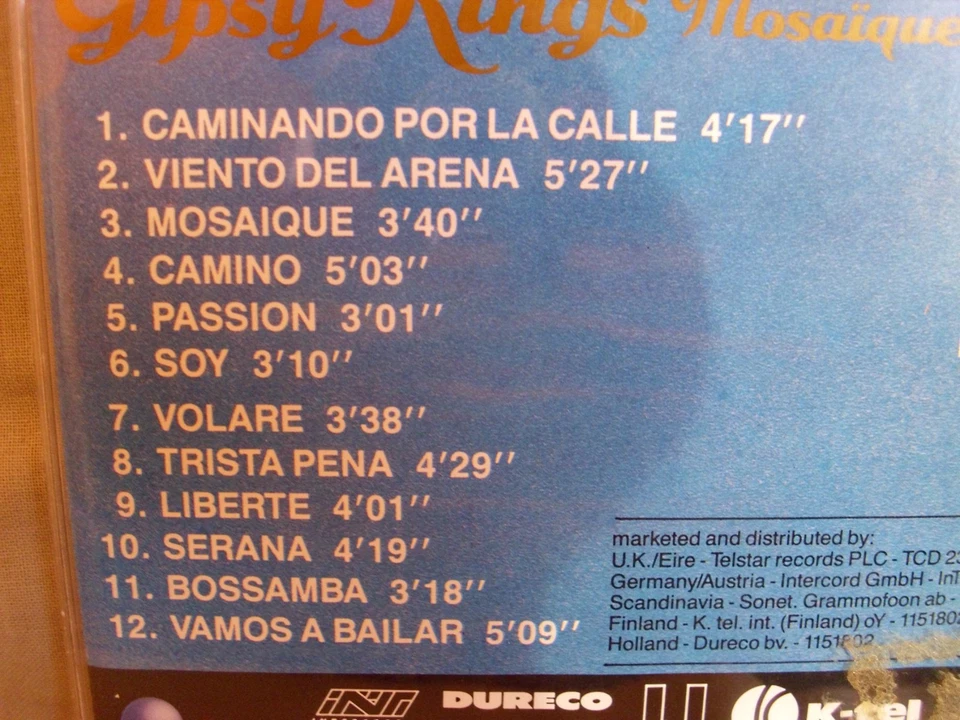 Gipsy Kings Mosaïque
1. CAMINANDO POR LA CALLE 4'17''
2. VIENTO DEL ARENA 5'27''
3. MOSAIQUE 3'40''
4. CAMINO 5'03''
5. PASSION 3'01''
6. SOY 3'10''
7. VOLARE 3'38''
8. TRISTA PENA 4'29''
9. LIBERTE 4'01''
10. SERANA 4'19''
11. BOSSAMBA 3'18''
12. VAMOS A BAILAR 5'09''
marketed and distributed by:
U.K./Eire - Telstar records PLC - TCD
Germany/Austria - Intercord GmbH -
Scandinavia - Sonet. Grammofoon ab -
Finland - K. tel. int. (Finland) oY - 1151802
Holland - Dureco bv. - 1151802
DURECO K-tel